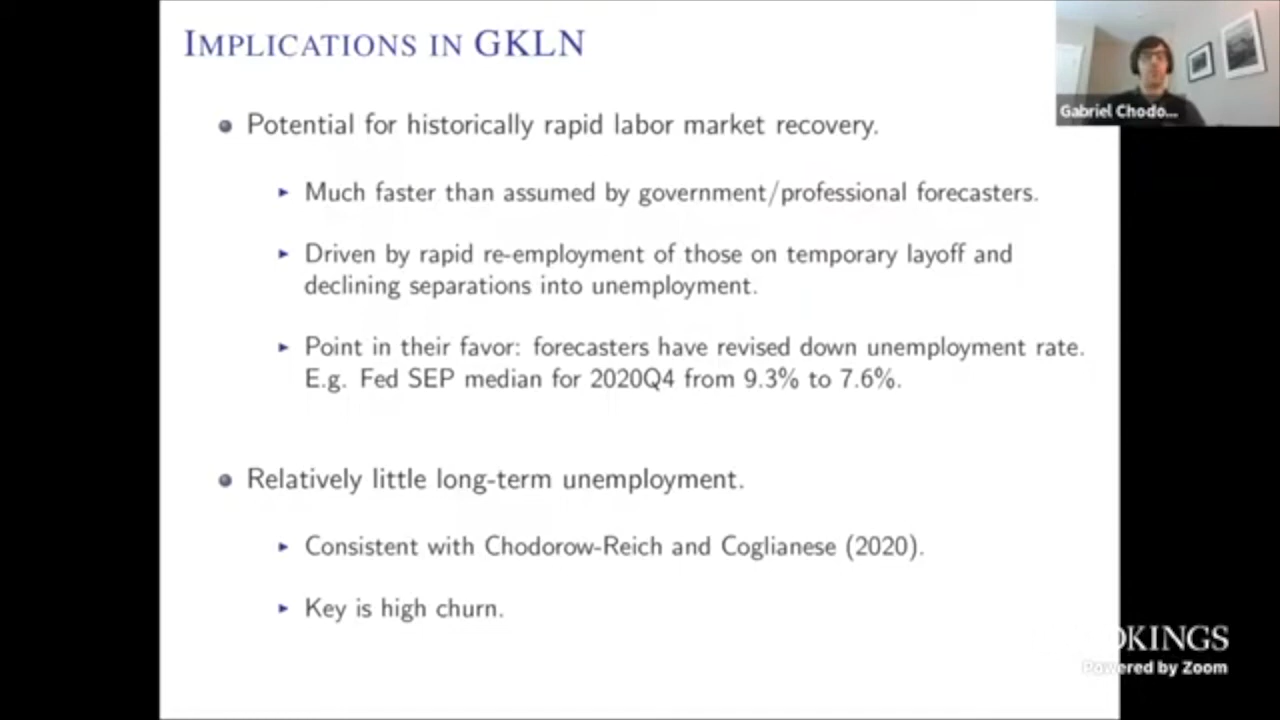 IMPLICATIONS IN GKLN
Gabriel Chodo...
Potential for historically rapid labor market recovery.
Much faster than assumed by government/professional forecasters.
Driven by rapid re-employment of those on temporary layoff and
declining separations into unemployment.
Point in their favor: forecasters have revised down unemployment rate.
E.g. Fed SEP median for 2020Q4 from 9.3% to 7.6%.
Relatively little long-term unemployment.
Consistent with Chodorow-Reich and Coglianese (2020).
Key is high churn.
OKINGS
Powered by Zoom